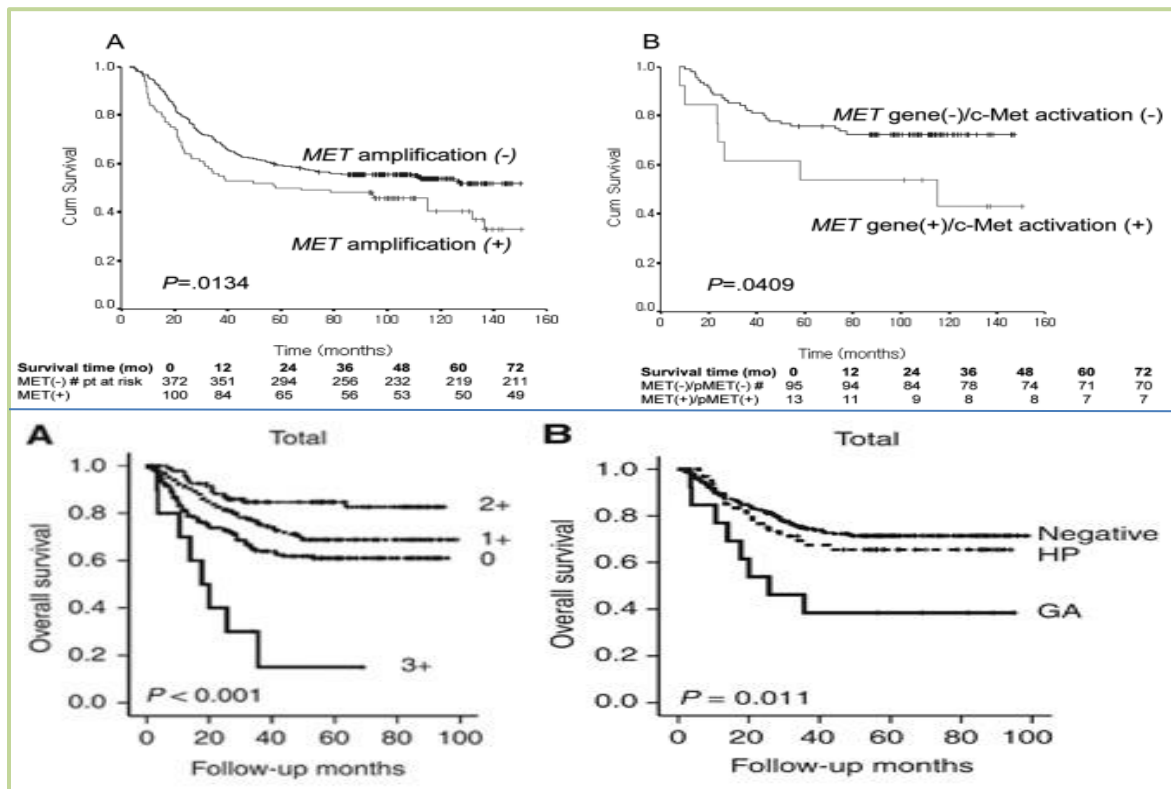 A
Cum Survival
1.0
0.8
0.6
0.4
0.2
0.0
MET amplification (-)
MET amplification (+)
P=.0134
0 20 40 60 80 100 120 140 160
Time (months)
Survival time (mo) 0 12 24 36 48 60 72
MET(-) # pt at risk 372 351 294 256 232 219 211
MET(+) 100 84 65 56 53 50 49
B
Cum Survival
1.0
0.8
0.6
0.4
0.2
0.0
MET gene(-)/c-Met activation (-)
MET gene(+)/c-Met activation (+)
P=.0409
0 20 40 60 80 100 120 140 160
Time (months)
Survival time (mo) 0 12 24 36 48 60 72
MET(-)/pMET(-) # 95 94 84 78 74 71 70
MET(+)/pMET(+) 13 11 9 8 8 7 7
A
Total
Overall survival
1.0
0.8
0.6
0.4
0.2
0.0
2+
1+
0
3+
P < 0.001
0 20 40 60 80 100
Follow-up months
B
Total
Overall survival
1.0
0.8
0.6
0.4
0.2
0.0
Negative
HP
GA
P = 0.011
0 20 40 60 80 100
Follow-up months